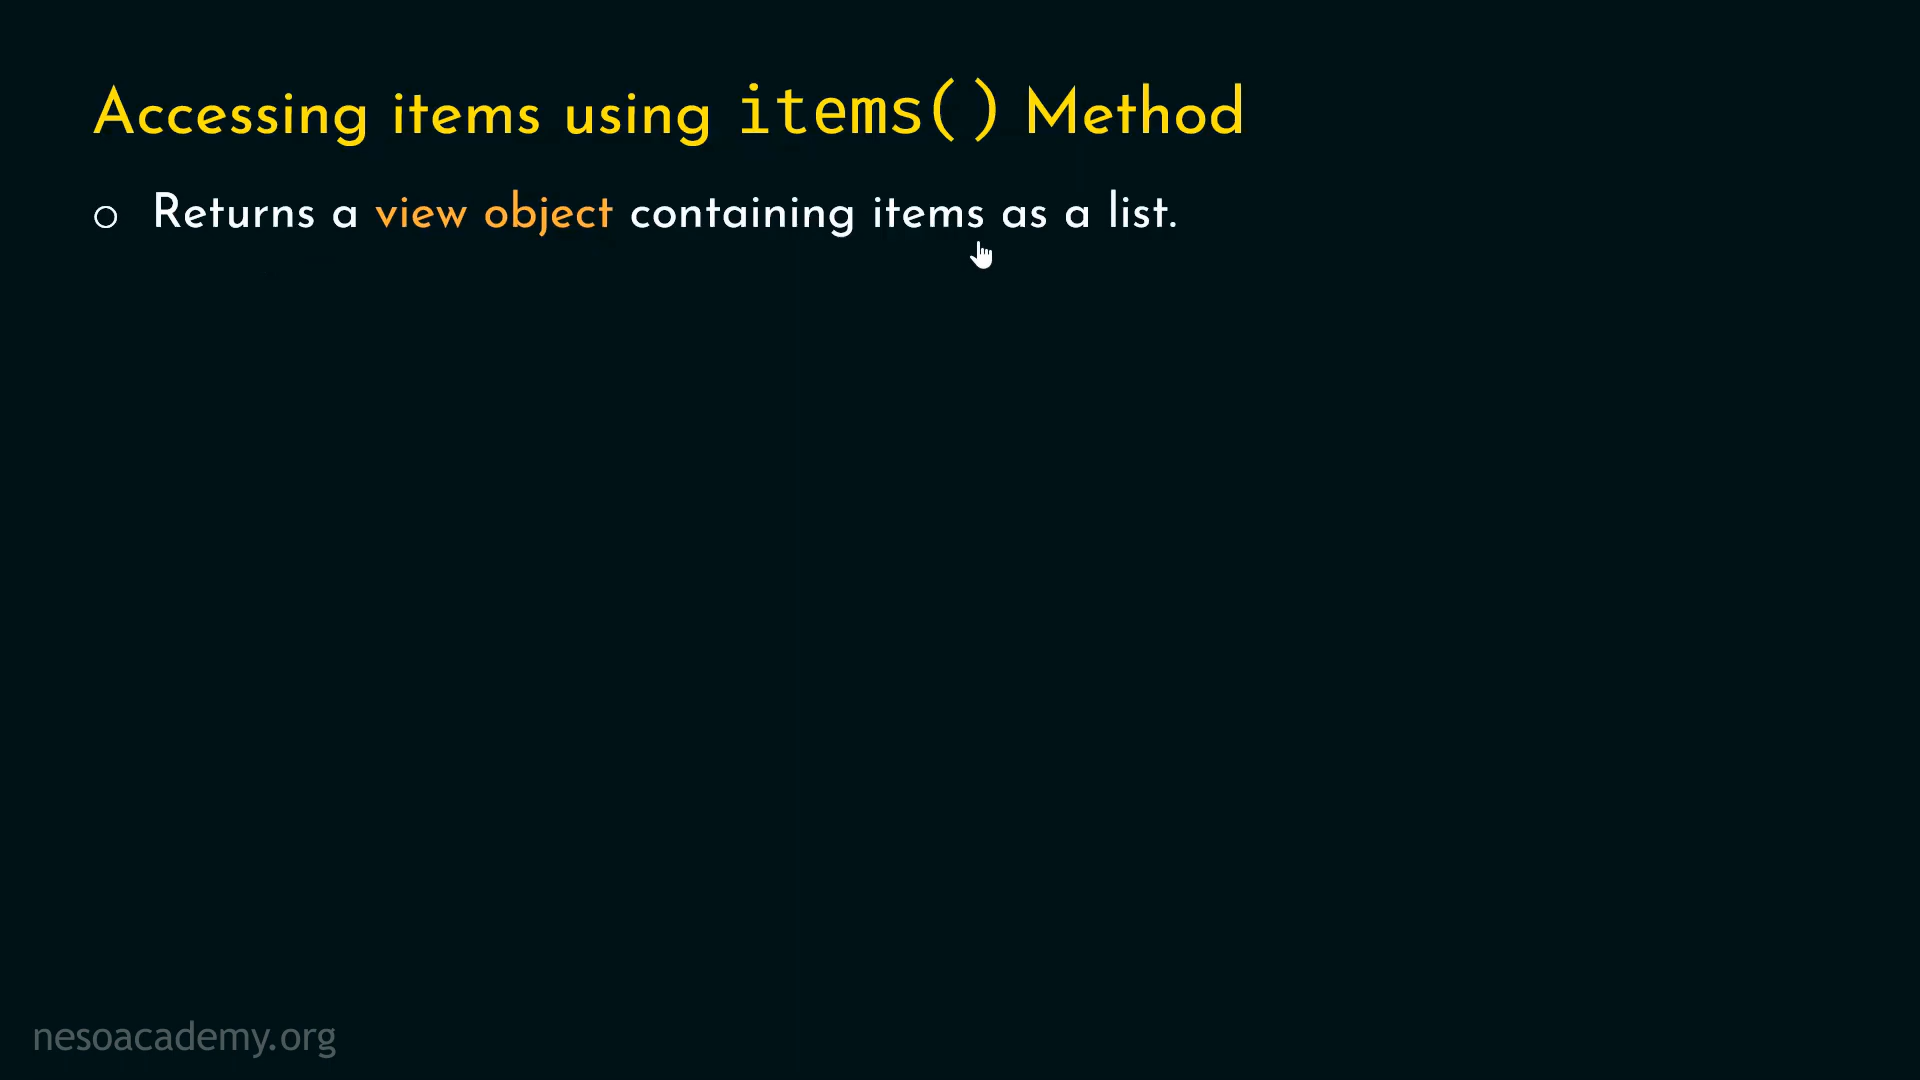 Accessing items using items() Method
○ Returns a view object containing items as a list.
nesoacademy.org